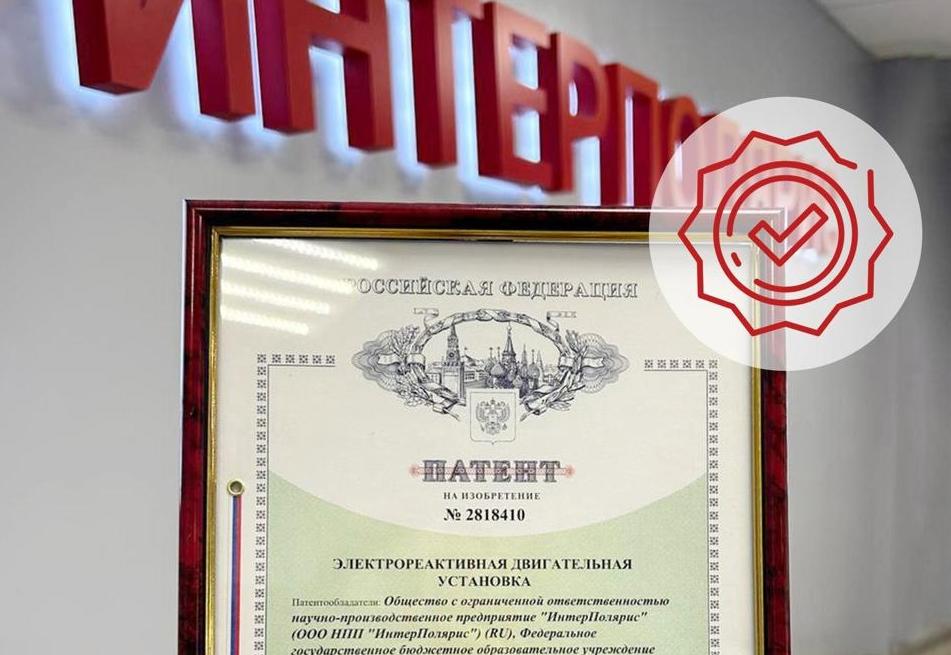 ИНТЕРПО
РОССИЙСКАЯ ФЕДЕРАЦИЯ
ПАТЕНТ
НА ИЗОБРЕТЕНИЕ
№ 2818410
ЭЛЕКТРОРЕАКТИВНАЯ ДВИГАТЕЛЬНАЯ
УСТАНОВКА
Патентообладатели: Общество с ограниченной ответственностью
научно-производственное предприятие "ИнтерПолярис"
(ООО НПП "ИнтерПолярис") (RU), Федеральное
государственное бюджетное образовательное учреждение